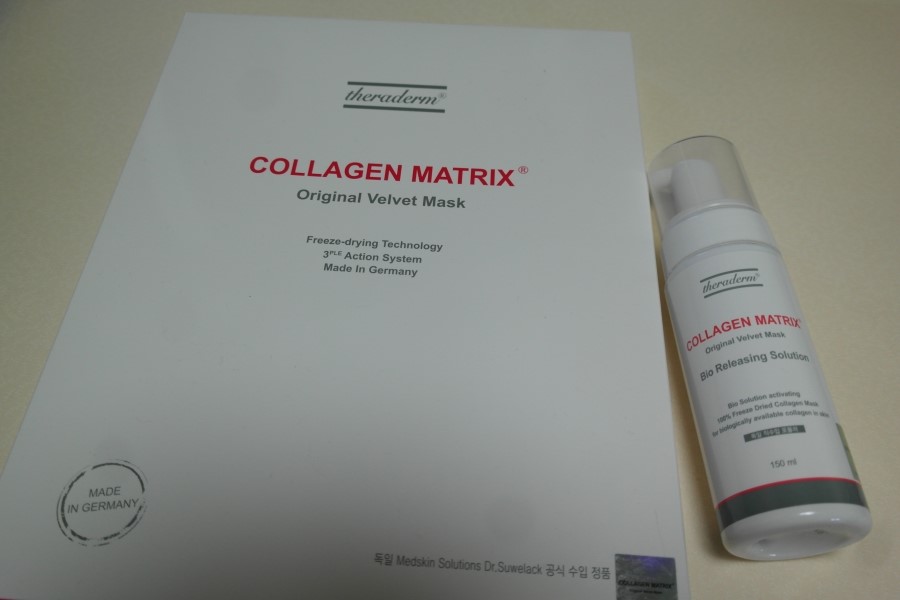 theraderm®
COLLAGEN MATRIX®
Original Velvet Mask
Freeze-drying Technology
3PLE Action System
Made In Germany
MADE
IN GERMANY
독일 Medskin Solutions Dr.Suwelack 공식 수입 정품
COLLAGEN MATRIX
theraderm®
COLLAGEN MATRIX®
Original Velvet Mask
Bio Releasing Solution
Bio Solution activating
100% Freeze Dried Collagen Mask
for biologically available collagen in skin
150 ml